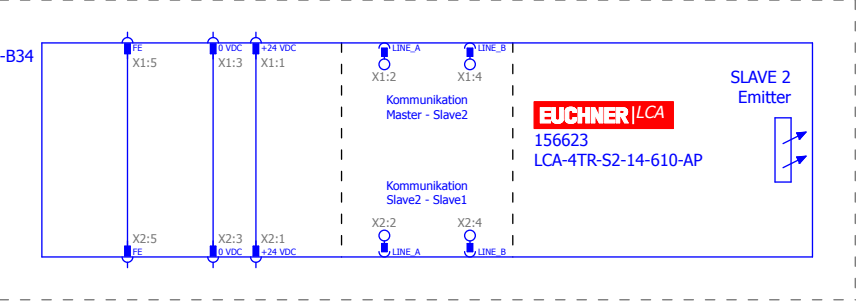 -B34
FE
0 VDC
+24 VDC
LINE_A
LINE_B
X1:5
X1:3
X1:1
X1:2
X1:4
Kommunikation
Master - Slave2
EUCHNER|LCA
156623
LCA-4TR-S2-14-610-AP
SLAVE 2
Emitter
Kommunikation
Slave2 - Slave1
X2:5
X2:3
X2:1
X2:2
X2:4
FE
0 VDC
+24 VDC
LINE_A
LINE_B